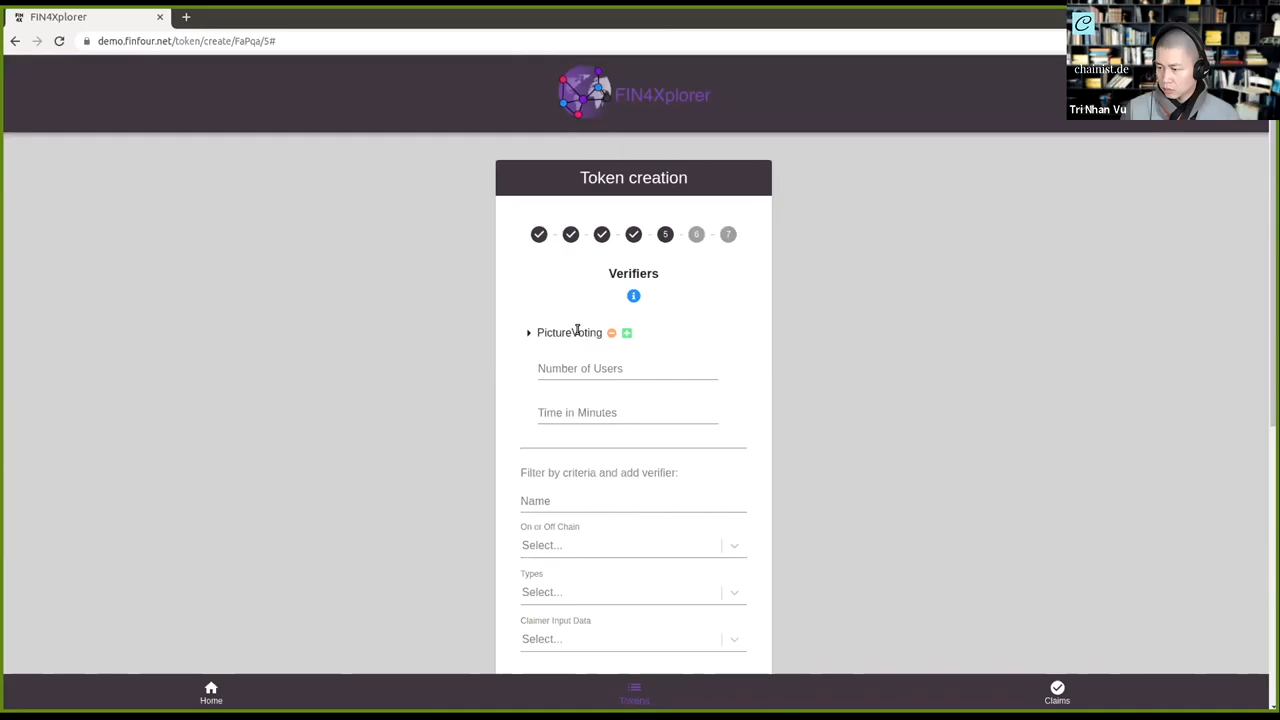 FIN4Xplorer
demo.finfour.net/token/create/FaPqa/5#
chainist.de
Tri Nhan Vu
FIN4Xplorer
Token creation
5
6
7
Verifiers
PictureVoting
Number of Users
Time in Minutes
Filter by criteria and add verifier:
Name
On or Off Chain
Select...
Types
Select...
Claimer Input Data
Select...
Home
Tokens
Claims